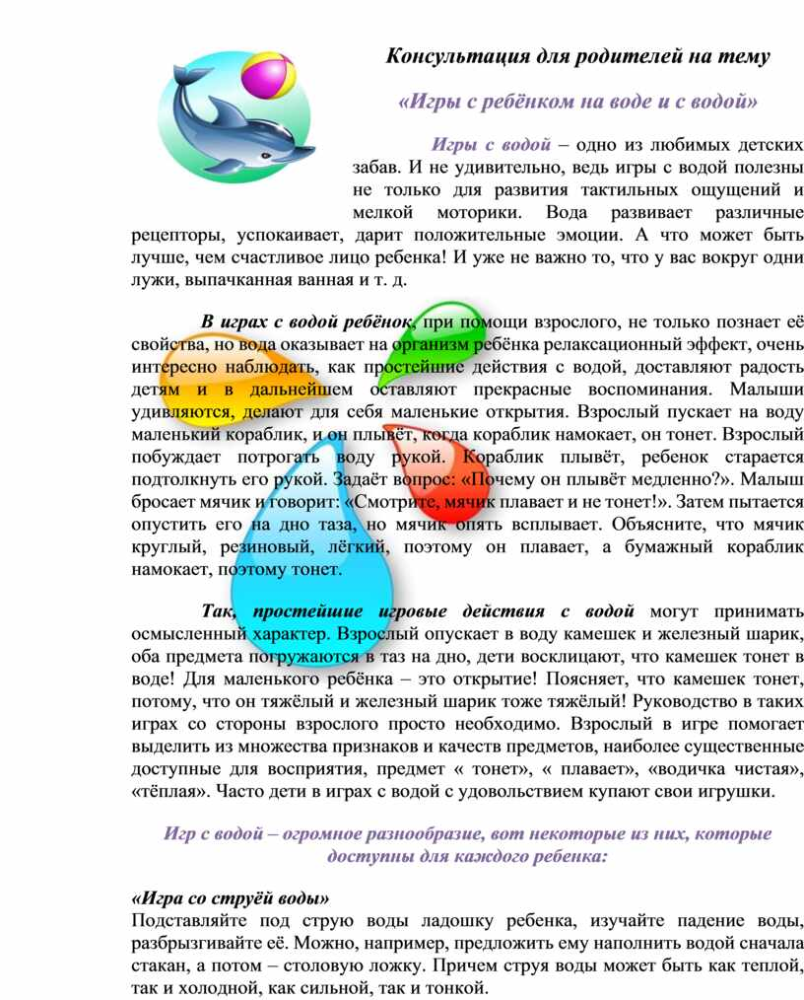 Консультация для родителей на тему
«Игры с ребёнком на воде и с водой»
Игры с водой – одно из любимых детских
забав. И не удивительно, ведь игры с водой полезны
не только для развития тактильных ощущений и
мелкой моторики. Вода развивает различные
рецепторы, успокаивает, дарит положительные эмоции. А что может быть
лучше, чем счастливое лицо ребенка! И уже не важно то, что у вас вокруг одни
лужи, выпачканная ванная и т. д.
В играх с водой ребёнок, при помощи взрослого, не только познает её
свойства, но вода оказывает на организм ребёнка релаксационный эффект, очень
интересно наблюдать, как простейшие действия с водой, доставляют радость
детям и в дальнейшем оставляют прекрасные воспоминания. Малыши
удивляются, делают для себя маленькие открытия. Взрослый пускает на воду
маленький кораблик, и он плывёт, когда кораблик намокает, он тонет. Взрослый
побуждает потрогать воду рукой. Кораблик плывёт, ребенок старается
подтолкнуть его рукой. Задаёт вопрос: «Почему он плывёт медленно?». Малыш
бросает мячик и говорит: «Смотрите, мячик плавает и не тонет!». Затем пытается
опустить его на дно таза, но мячик опять всплывает. Объясните, что мячик
круглый, резиновый, лёгкий, поэтому он плавает, а бумажный кораблик
намокает, поэтому тонет.
Так, простейшие игровые действия с водой могут принимать
осмысленный характер. Взрослый опускает в воду камешек и железный шарик,
оба предмета погружаются в таз на дно, дети восклицают, что камешек тонет в
воде! Для маленького ребёнка – это открытие! Поясняет, что камешек тонет,
потому, что он тяжёлый и железный шарик тоже тяжёлый! Руководство в таких
играх со стороны взрослого просто необходимо. Взрослый в игре помогает
выделить из множества признаков и качеств предметов, наиболее существенные
доступные для восприятия, предмет « тонет», « плавает», «водичка чистая»,
«тёплая». Часто дети в играх с водой с удовольствием купают свои игрушки.
Игр с водой – огромное разнообразие, вот некоторые из них, которые
доступны для каждого ребенка:
«Игра со струёй воды»
Подставляйте под струю воды ладошку ребенка, изучайте падение воды,
разбрызгивайте её. Можно, например, предложить ему наполнить водой сначала
стакан, а потом – столовую ложку. Причем струя воды может быть как теплой,
так и холодной, как сильной, так и тонкой.